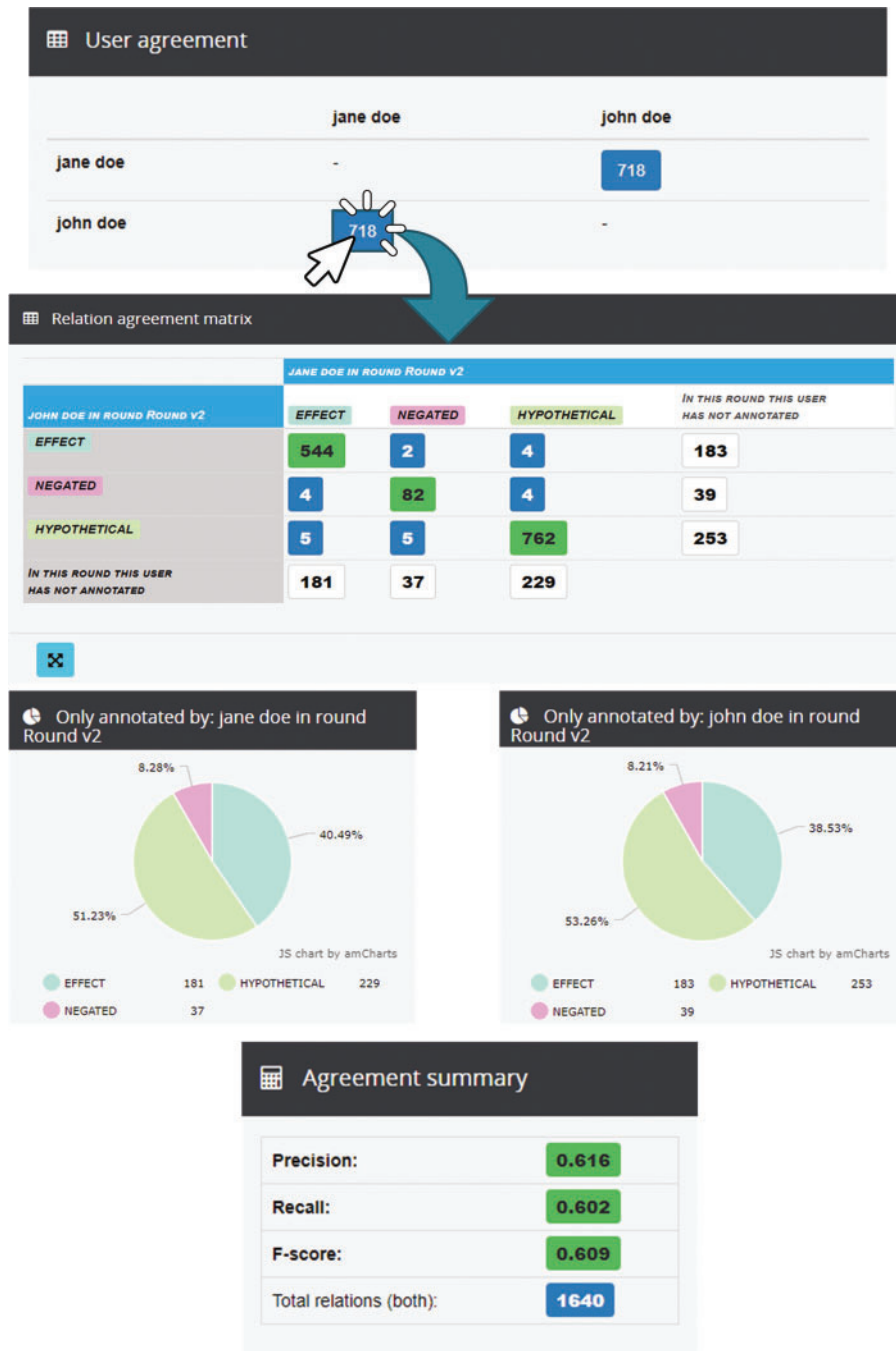 User agreement
jane doe john doe
jane doe - 718
john doe 718 -
Relation agreement matrix
JANE DOE IN ROUND ROUND V2
JOHN DOE IN ROUND ROUND V2 EFFECT NEGATED HYPOTHETICAL IN THIS ROUND THIS USER
HAS NOT ANNOTATED
EFFECT 544 2 4 183
NEGATED 4 82 4 39
HYPOTHETICAL 5 5 762 253
IN THIS ROUND THIS USER
HAS NOT ANNOTATED 181 37 229
Only annotated by: jane doe in round
Round v2
8.28%
40.49%
51.23%
JS chart by amCharts
EFFECT 181 HYPOTHETICAL 229
NEGATED 37
Only annotated by: john doe in round
Round v2
8.21%
38.53%
53.26%
JS chart by amCharts
EFFECT 183 HYPOTHETICAL 253
NEGATED 39
Agreement summary
Precision: 0.616
Recall: 0.602
F-score: 0.609
Total relations (both): 1640